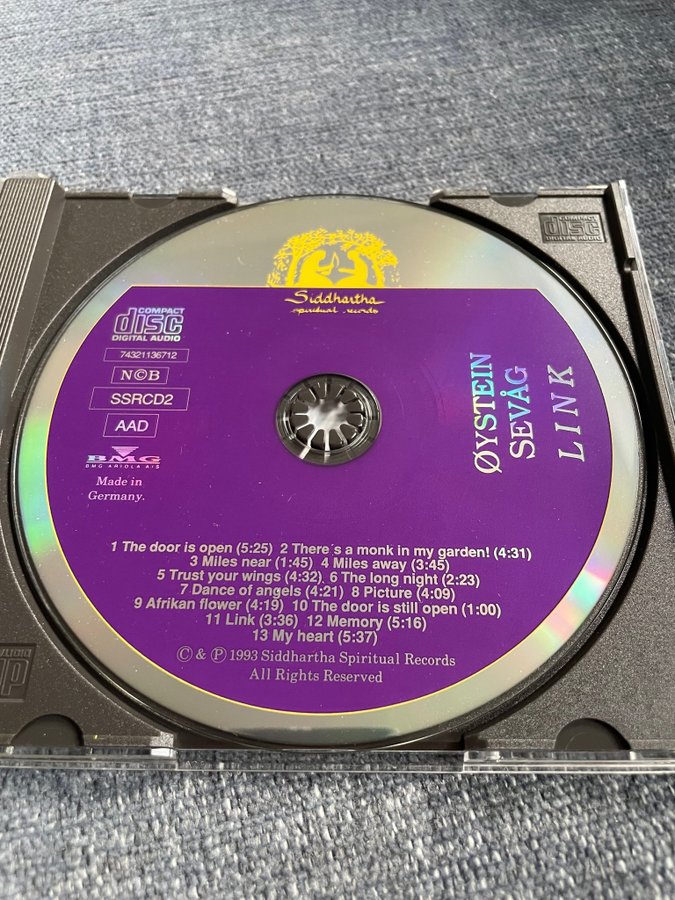 COMPACT
disc
DIGITAL AUDIO
Siddhartha
spiritual records
COMPACT
disc
DIGITAL AUDIO
74321136712
N©B
SSRCD2
AAD
BMG
BMG ARIOLA A/S
Made in
Germany.
ØYSTEIN
SEVÅG
LINK
1 The door is open (5:25) 2 There´s a monk in my garden! (4:31)
3 Miles near (1:45) 4 Miles away (3:45)
5 Trust your wings (4:32) 6 The long night (2:23)
7 Dance of angels (4:21) 8 Picture (4:09)
9 Afrikan flower (4:19) 10 The door is still open (1:00)
11 Link (3:36) 12 Memory (5:16)
13 My heart (5:37)
© & ℗ 1993 Siddhartha Spiritual Records
All Rights Reserved